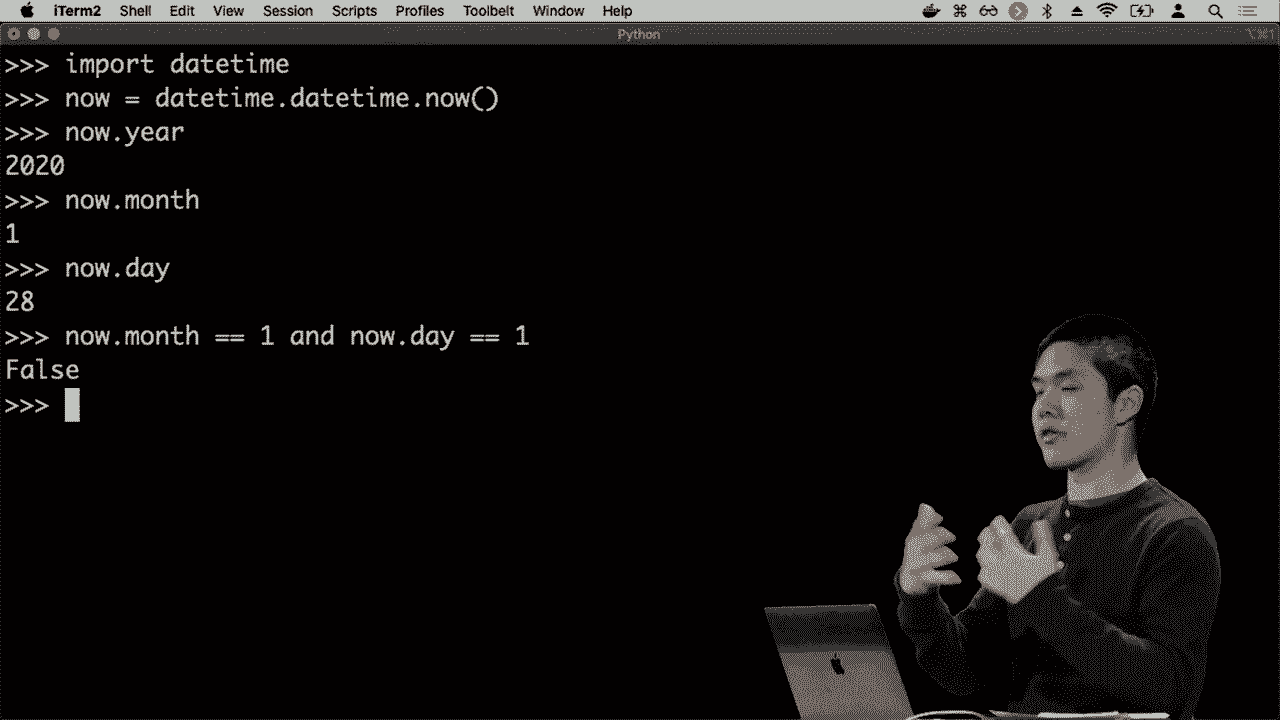 iTerm2 Shell Edit View Session Scripts Profiles Toolbelt Window Help
Python
>>> import datetime
>>> now = datetime.datetime.now()
>>> now.year
2020
>>> now.month
1
>>> now.day
28
>>> now.month == 1 and now.day == 1
False
>>>